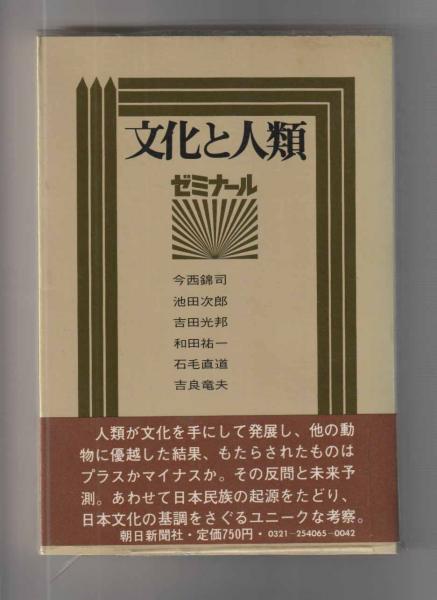 文化と人類
ゼミナール
今西錦司
池田次郎
吉田光邦
和田祐一
石毛直道
吉良竜夫
人類が文化を手にして発展し、他の動
物に優越した結果、もたらされたものは
プラスかマイナスか。その反問と未来予
測。あわせて日本民族の起源をたどり、
日本文化の基調をさぐるユニークな考察。
朝日新聞社・定価750円・0321-254065-0042